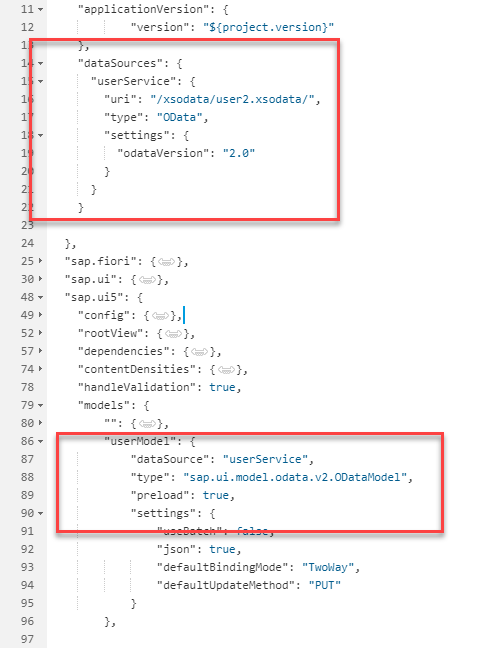 11 "applicationVersion": {
12 "version": "${project.version}"
13 },
14 "dataSources": {
15 "userService": {
16 "uri": "/xsodata/user2.xsodata/",
17 "type": "OData",
18 "settings": {
19 "odataVersion": "2.0"
20 }
21 }
22 }
23
24 },
25 "sap.fiori": {},
30 "sap.ui": {},
48 "sap.ui5": {
49 "config": {},
52 "rootView": {},
57 "dependencies": {},
74 "contentDensities": {},
78 "handleValidation": true,
79 "models": {
80 "": {},
86 "userModel": {
87 "dataSource": "userService",
88 "type": "sap.ui.model.odata.v2.ODataModel",
89 "preload": true,
90 "settings": {
91 "useBatch": false,
92 "json": true,
93 "defaultBindingMode": "TwoWay",
94 "defaultUpdateMethod": "PUT"
95 }
96 },
97